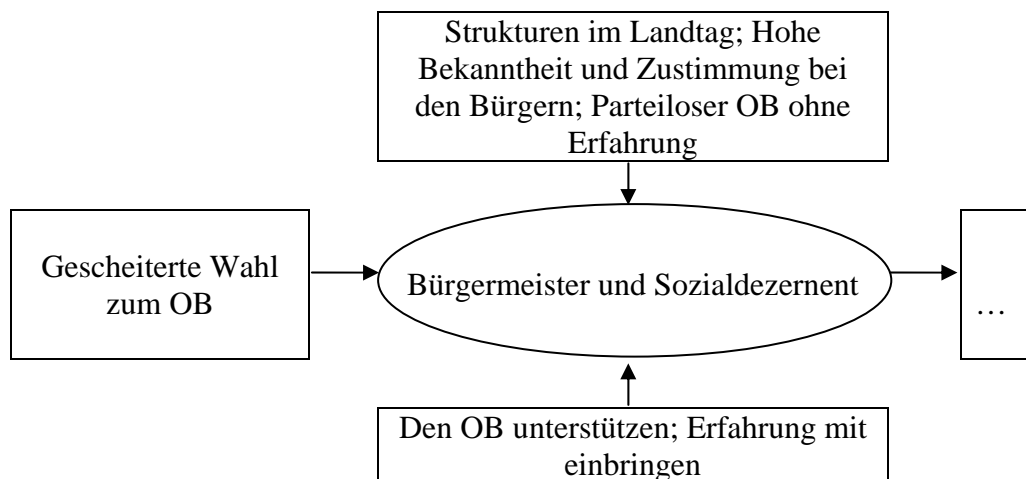 Strukturen im Landtag; Hohe
Bekanntheit und Zustimmung bei
den Bürgern; Parteiloser OB ohne
Erfahrung
Gescheiterte Wahl
zum OB
Bürgermeister und Sozialdezernent
…
Den OB unterstützen; Erfahrung mit
einbringen